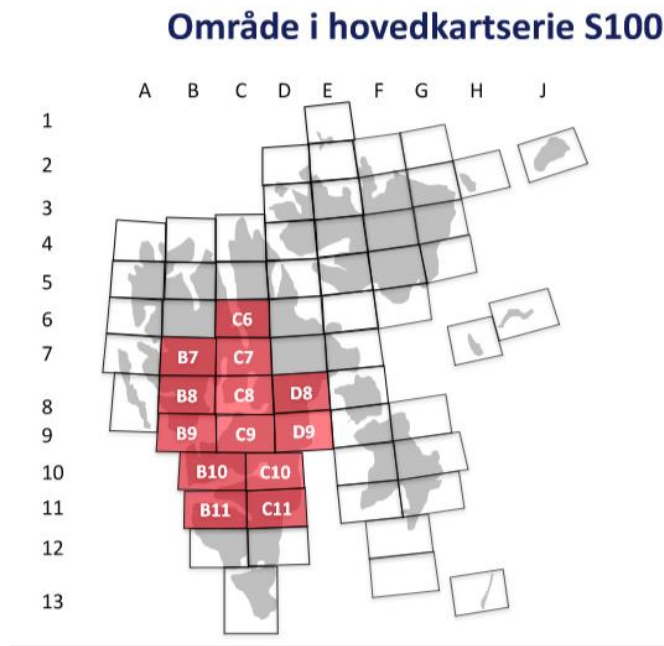 Område i hovedkartserie S100
A B C D E F G H J
1
2
3
4
5
6 C6
7 B7 C7
8 B8 C8 D8
9 B9 C9 D9
10 B10 C10
11 B11 C11
12
13